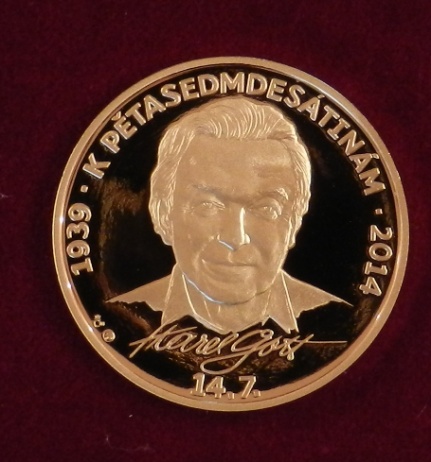 1939 · K PĚTASEDMDESÁTINÁM · 2014
Karel Gott
14.7.